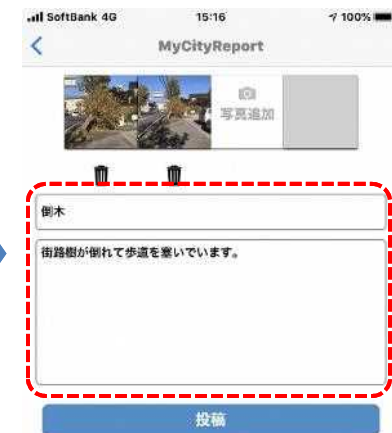 SoftBank 4G 15:16 100%
MyCityReport
写真追加
倒木
街路樹が倒れて歩道を塞いでいます。
投稿